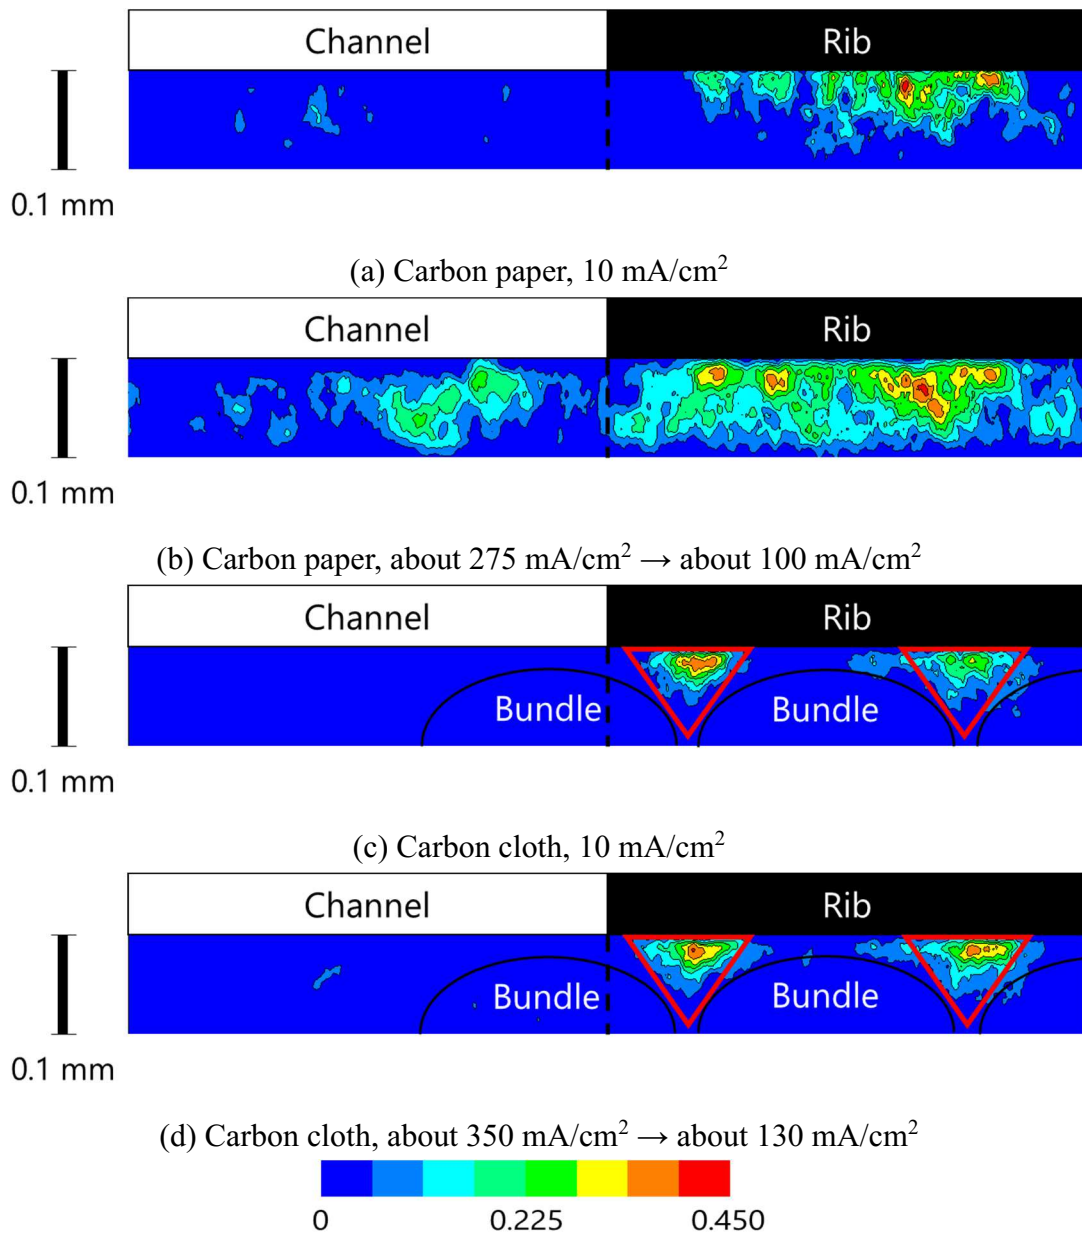 Channel Rib
0.1 mm
(a) Carbon paper, 10 mA/cm²
Channel Rib
0.1 mm
(b) Carbon paper, about 275 mA/cm² → about 100 mA/cm²
Channel Rib
Bundle Bundle
0.1 mm
(c) Carbon cloth, 10 mA/cm²
Channel Rib
Bundle Bundle
0.1 mm
(d) Carbon cloth, about 350 mA/cm² → about 130 mA/cm²
0 0.225 0.450